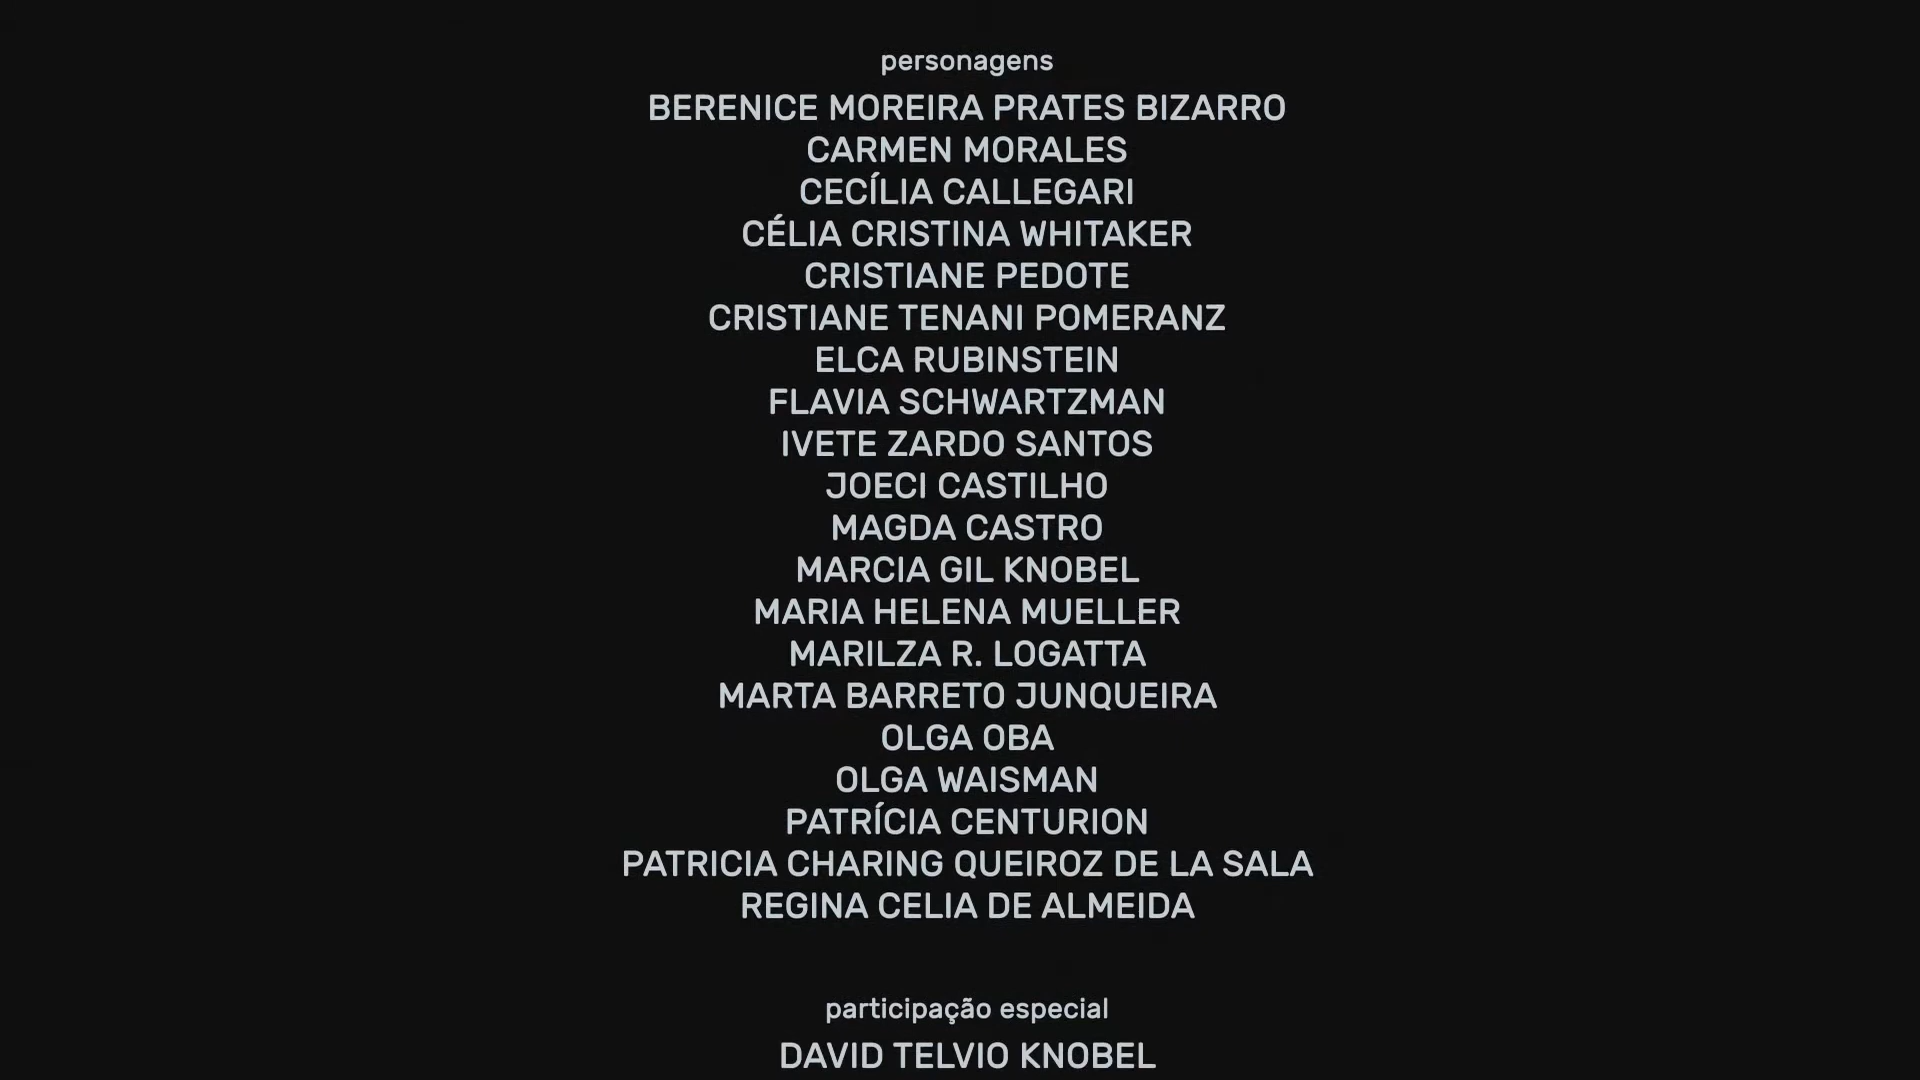 personagens
BERENICE MOREIRA PRATES BIZARRO
CARMEN MORALES
CECÍLIA CALLEGARI
CÉLIA CRISTINA WHITAKER
CRISTIANE PEDOTE
CRISTIANE TENANI POMERANZ
ELCA RUBINSTEIN
FLAVIA SCHWARTZMAN
IVETE ZARDO SANTOS
JOECI CASTILHO
MAGDA CASTRO
MARCIA GIL KNOBEL
MARIA HELENA MUELLER
MARILZA R. LOGATTA
MARTA BARRETO JUNQUEIRA
OLGA OBA
OLGA WAISMAN
PATRÍCIA CENTURION
PATRICIA CHARING QUEIROZ DE LA SALA
REGINA CELIA DE ALMEIDA
participação especial
DAVID TELVIO KNOBEL